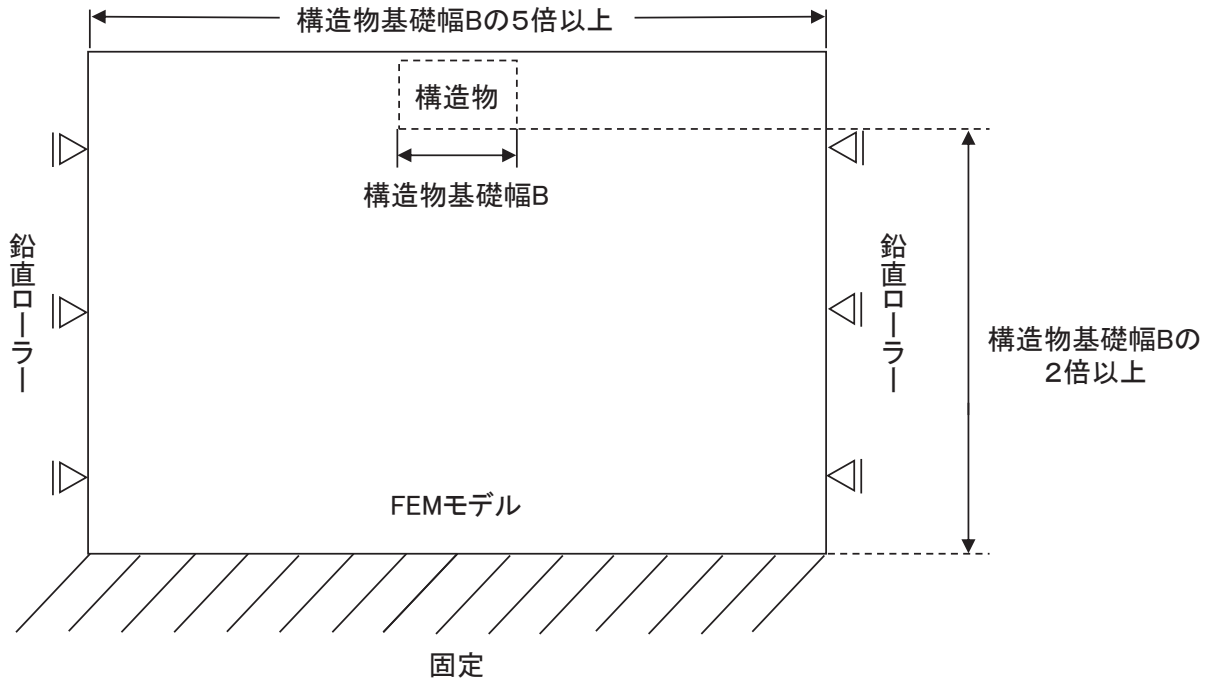 構造物基礎幅Bの5倍以上
構造物
構造物基礎幅B
鉛直ローラー
鉛直ローラー
構造物基礎幅Bの
2倍以上
FEMモデル
固定